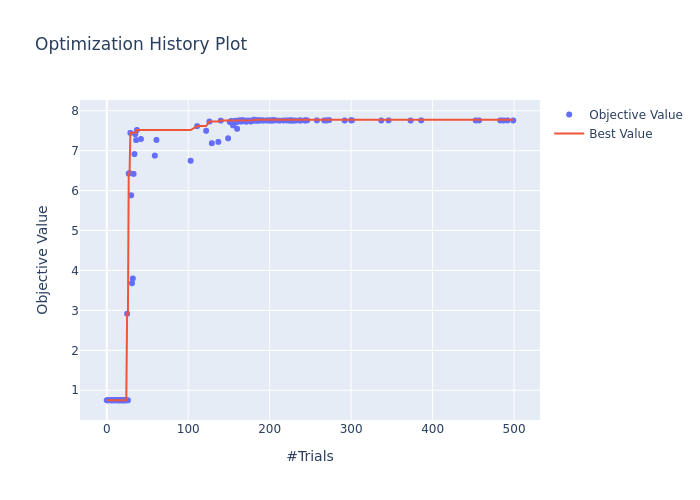 Optimization History Plot
8
7
6
5
4
3
2
1
Objective Value
0 100 200 300 400 500
#Trials
Objective Value
Best Value